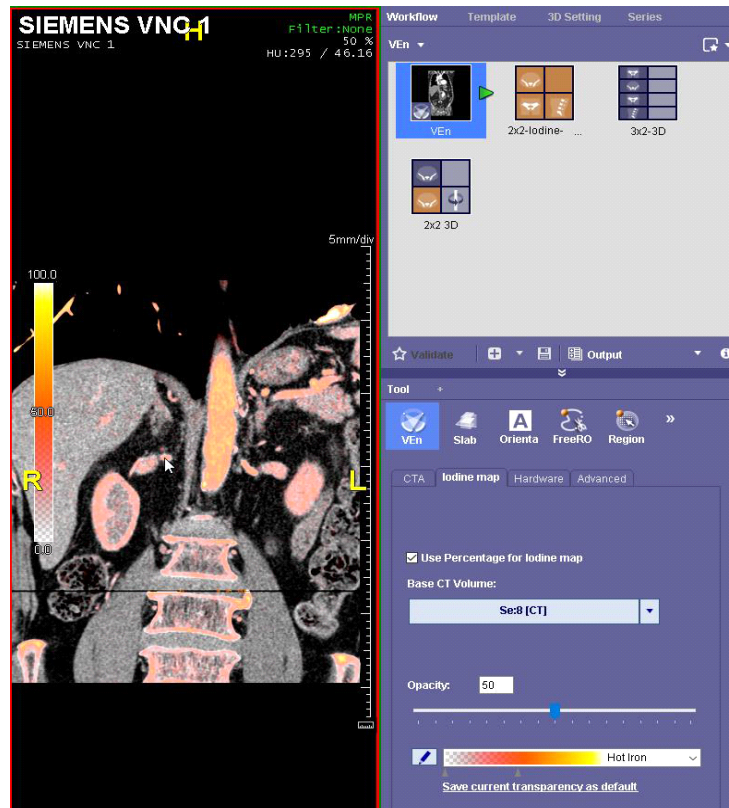 SIEMENS VNC 1
H
SIEMENS VNC 1
MPR
Filter:None
50 %
HU:295 / 46.16
5mm/div
100.0
50.0
0.0
R
L
Workflow Template 3D Setting Series
VEn
VEn
2x2-Iodine- ...
3x2-3D
2x2 3D
Validate
Output
Tool
VEn
Slab
Orienta
FreeRO
Region
»
CTA Iodine map Hardware Advanced
Use Percentage for Iodine map
Base CT Volume:
Se:8 [CT]
Opacity: 50
Hot Iron
Save current transparency as default